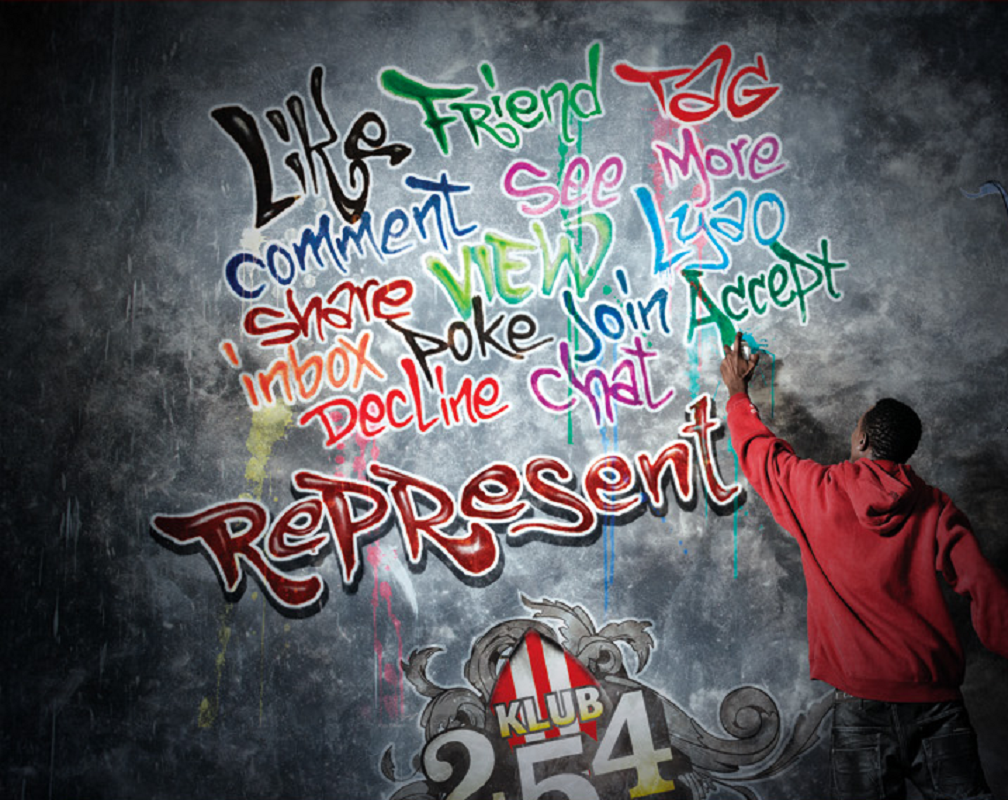 Like Friend Tag
see more
comment VIEW Lyao
share poke Join Accept
inbox
Decline chat
Represent
KLUB
254